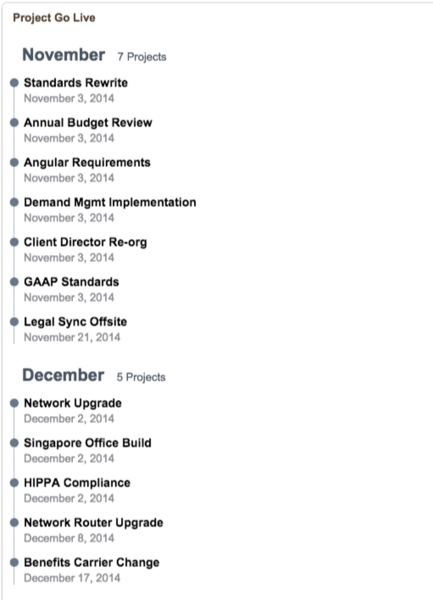 Project Go Live
November 7 Projects
Standards Rewrite
November 3, 2014
Annual Budget Review
November 3, 2014
Angular Requirements
November 3, 2014
Demand Mgmt Implementation
November 3, 2014
Client Director Re-org
November 3, 2014
GAAP Standards
November 3, 2014
Legal Sync Offsite
November 21, 2014
December 5 Projects
Network Upgrade
December 2, 2014
Singapore Office Build
December 2, 2014
HIPPA Compliance
December 2, 2014
Network Router Upgrade
December 8, 2014
Benefits Carrier Change
December 17, 2014